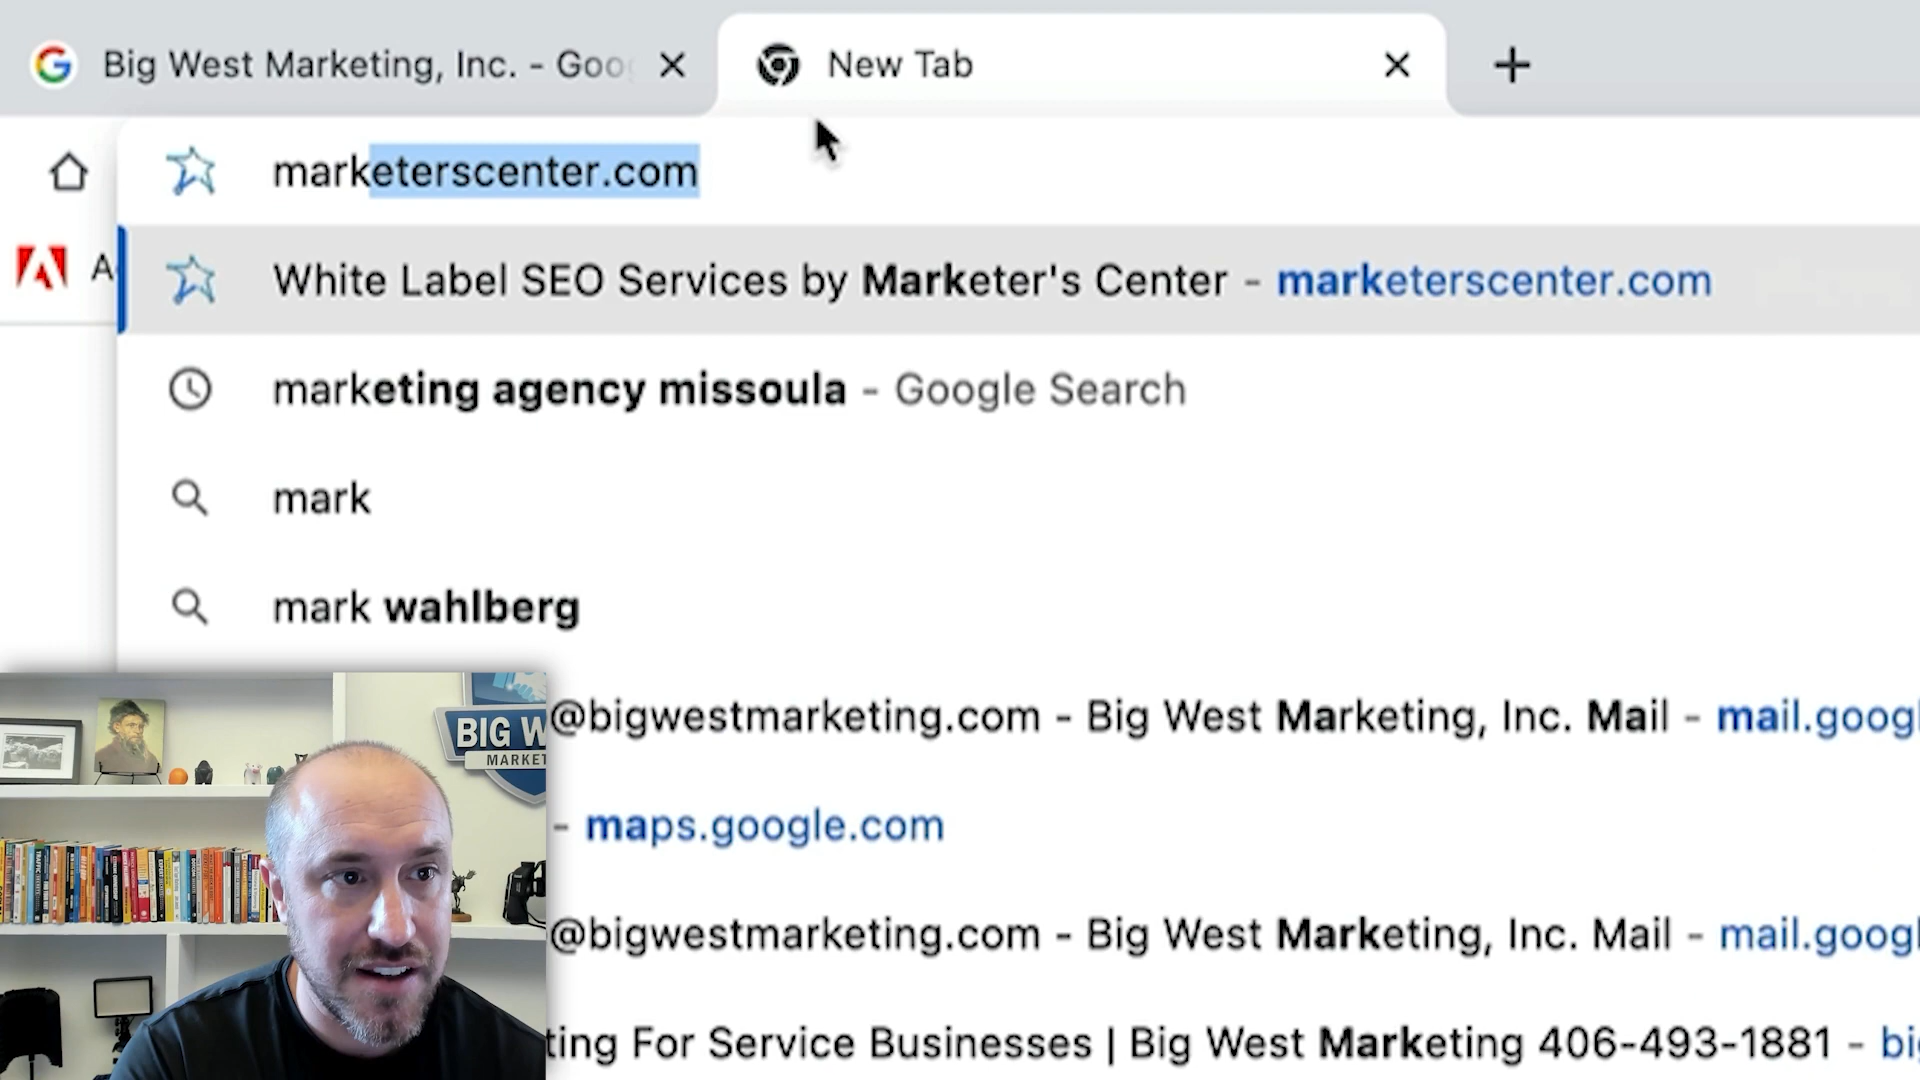 Big West Marketing, Inc. - Goo
New Tab
marketerscenter.com
A
White Label SEO Services by Marketer's Center - marketerscenter.com
marketing agency missoula - Google Search
mark
mark wahlberg
@bigwestmarketing.com - Big West Marketing, Inc. Mail - mail.googl
BIG W
MARKET
- maps.google.com
@bigwestmarketing.com - Big West Marketing, Inc. Mail - mail.googl
ting For Service Businesses | Big West Marketing 406-493-1881 - bi